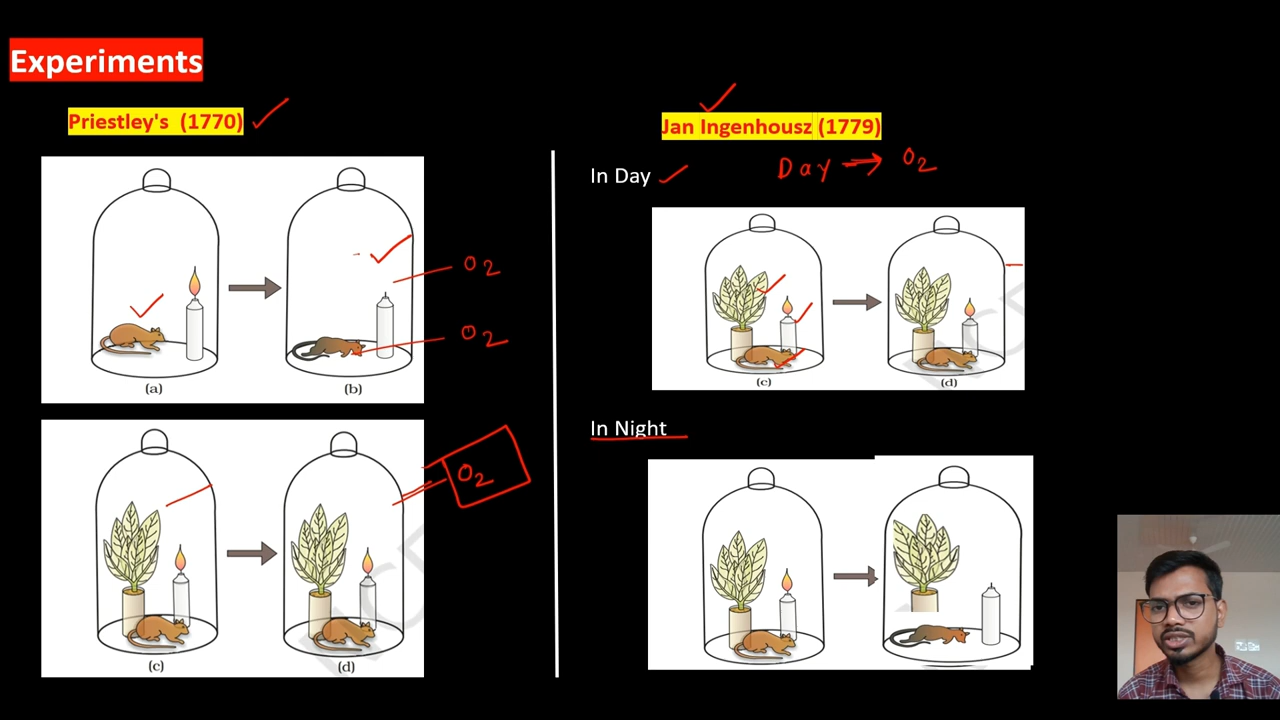 Experiments
Priestley's (1770)
(a)
(b)
O2
O2
(c)
(d)
O2
Jan Ingenhousz (1779)
In Day
Day → O2
(c)
(d)
In Night